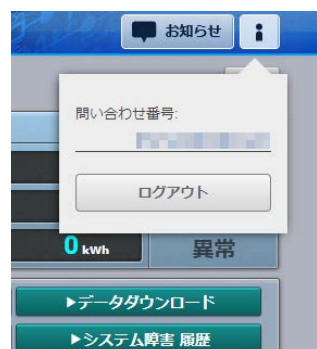 お知らせ
問い合わせ番号:
ログアウト
0 kWh
異常
▶データダウンロード
▶システム障害 履歴